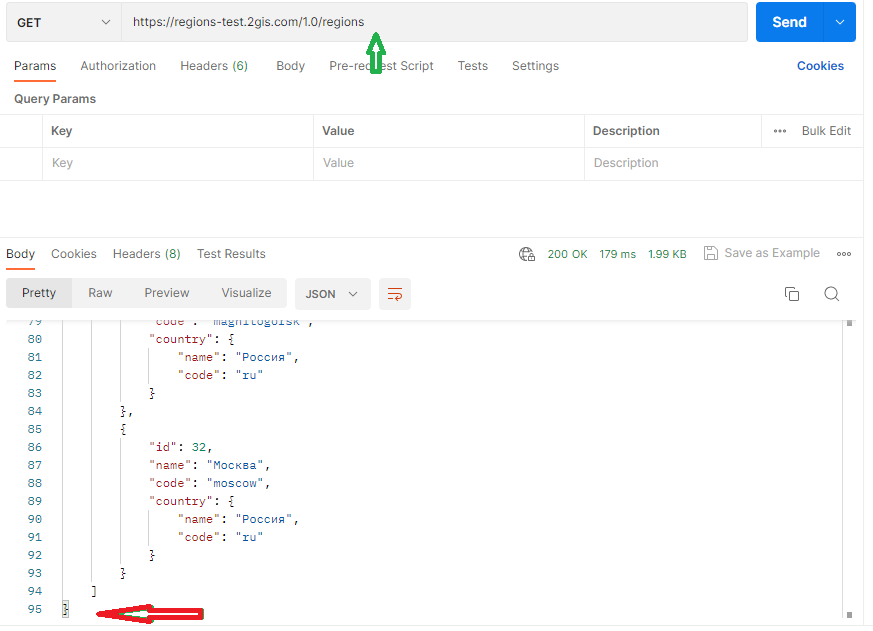 GET https://regions-test.2gis.com/1.0/regions Send
Params Authorization Headers (6) Body Pre-request Script Tests Settings Cookies
Query Params
Key Value Description ••• Bulk Edit
Key Value Description
Body Cookies Headers (8) Test Results 200 OK 179 ms 1.99 KB Save as Example
Pretty Raw Preview Visualize JSON
79 "code": "magnitogorsk",
80 "country": {
81 "name": "Россия",
82 "code": "ru"
83 }
84 },
85 {
86 "id": 32,
87 "name": "Москва",
88 "code": "moscow",
89 "country": {
90 "name": "Россия",
91 "code": "ru"
92 }
93 }
94 ]
95 }